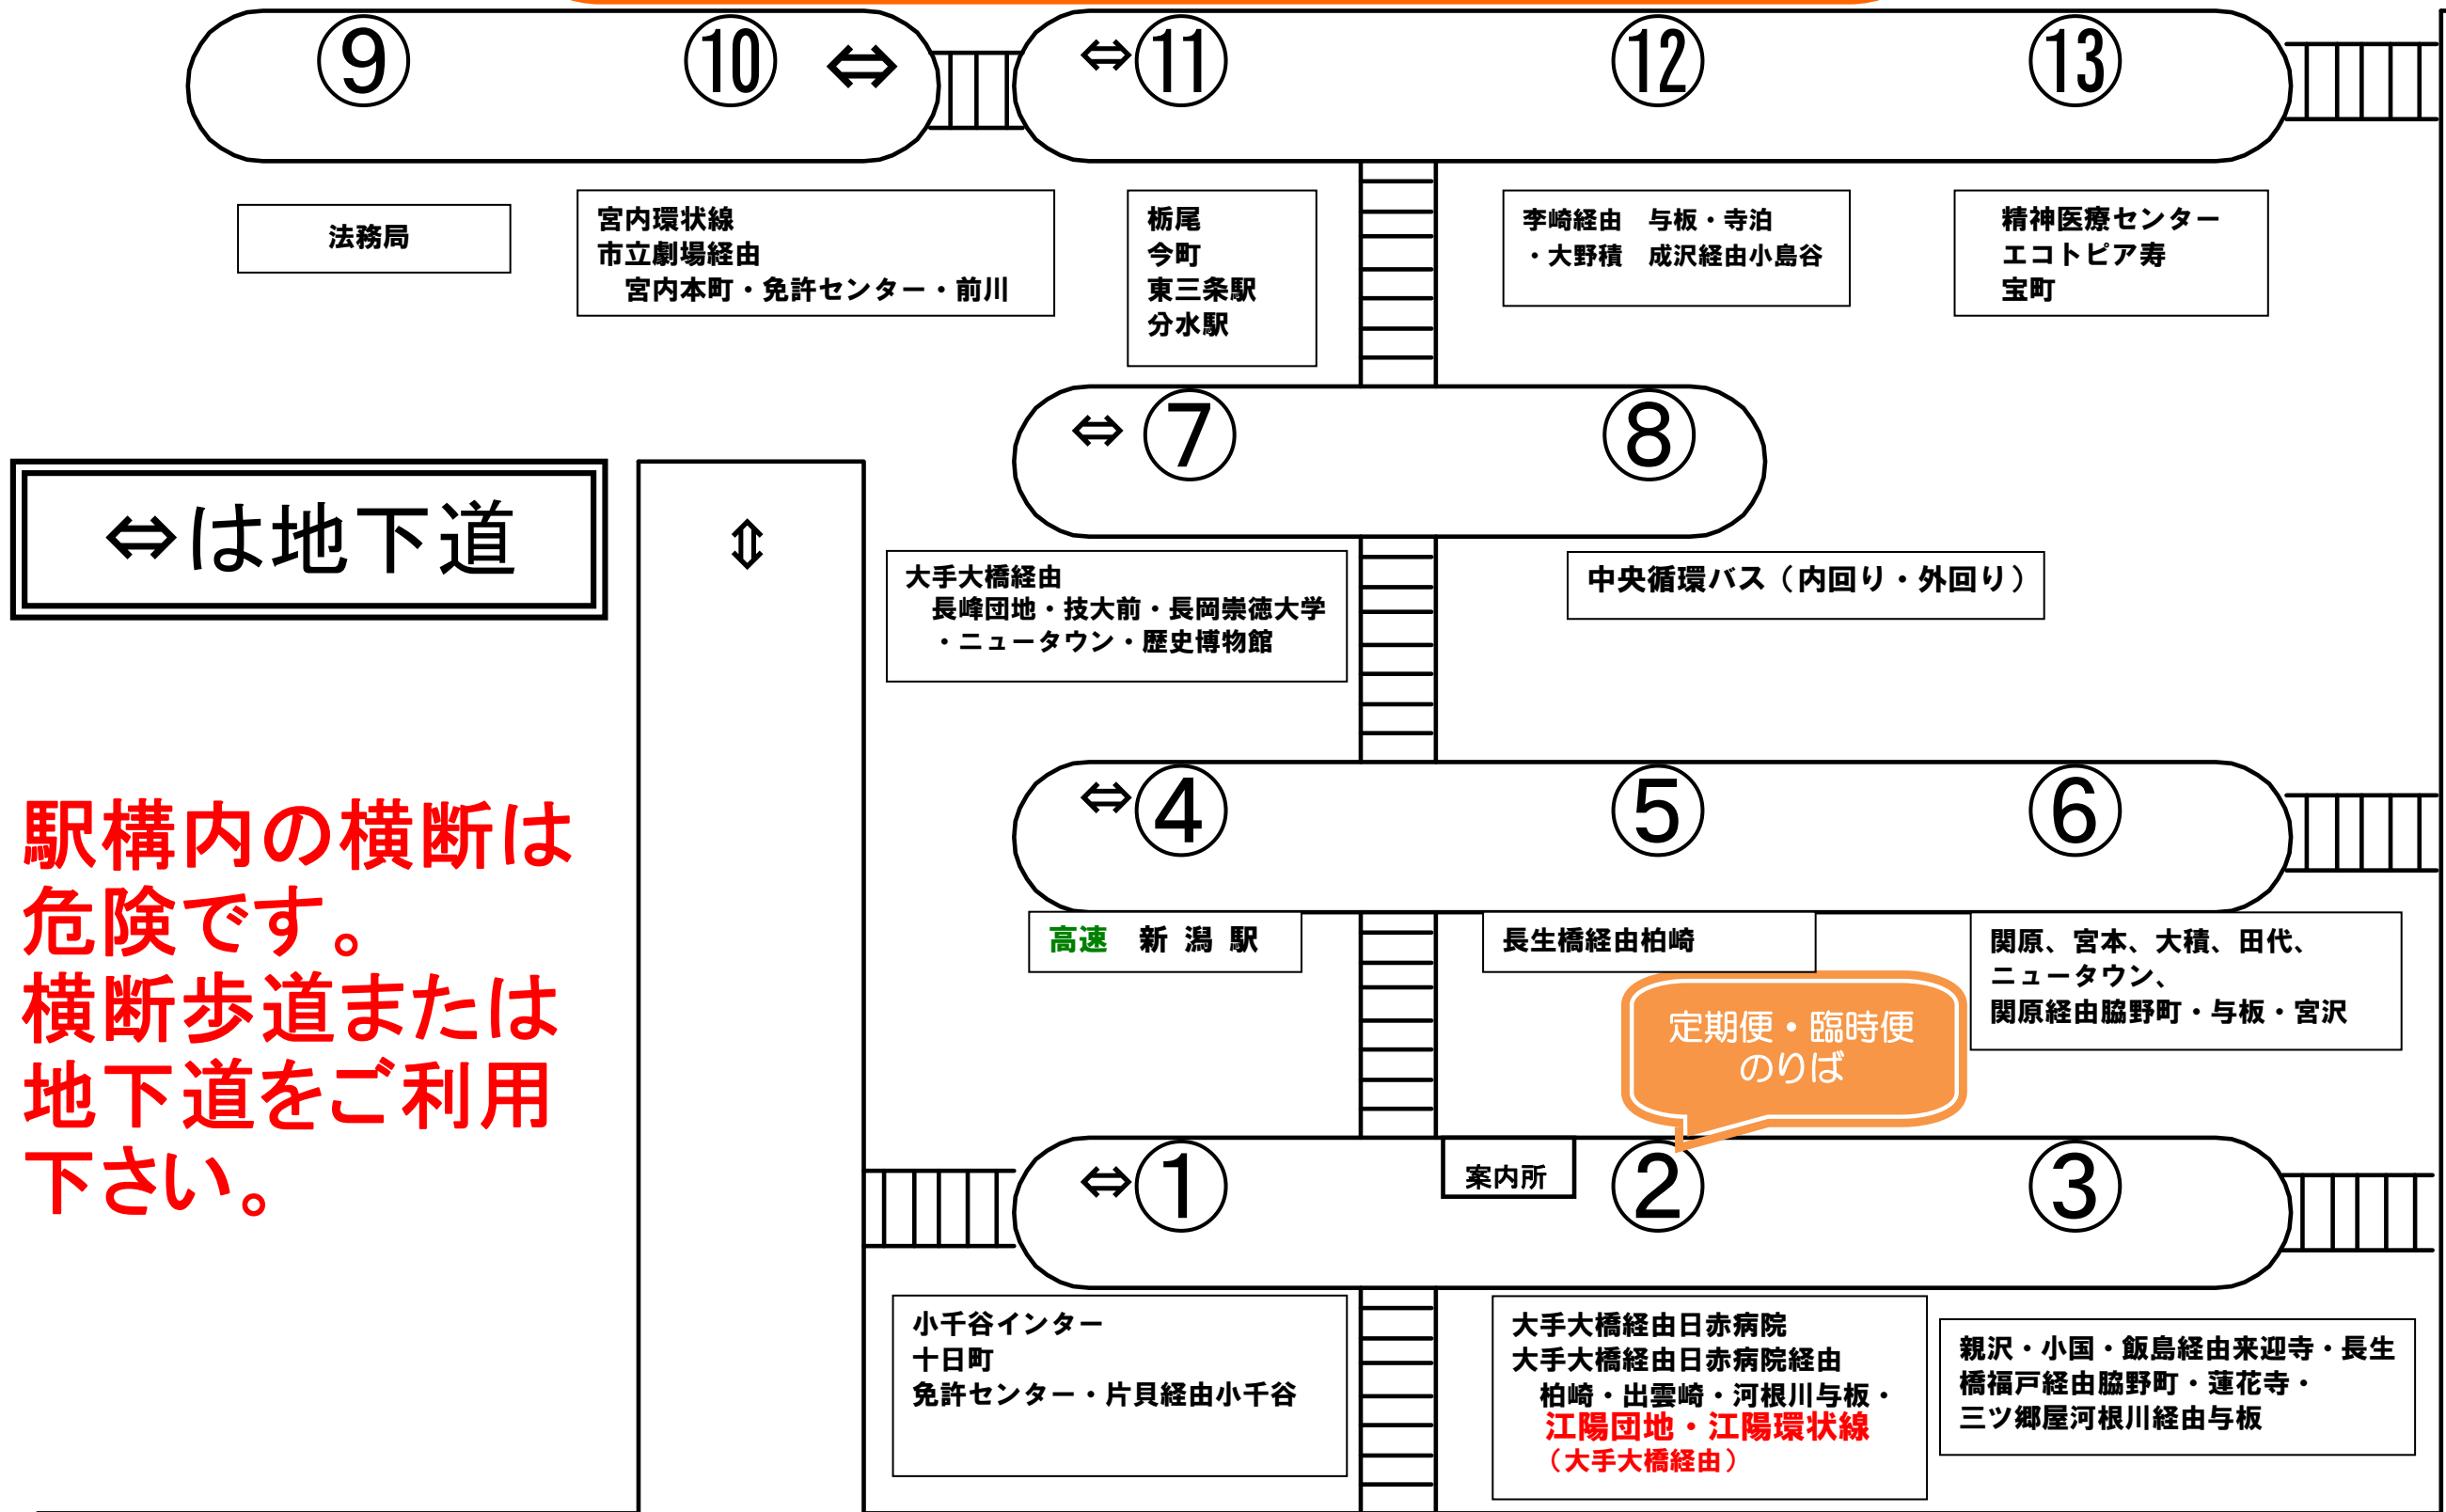 ⑨
⑩
⇔
⇔
⑪
⑫
⑬
法務局
宮内環状線
市立劇場経由
宮内本町・免許センター・前川
栃尾
今町
東三条駅
分水駅
李崎経由　与板・寺泊
・大野積　成沢経由小島谷
精神医療センター
エコトピア寿
宝町
⇔
⑦
⑧
⇔は地下道
⇕
大手大橋経由
長峰団地・技大前・長岡崇徳大学
・ニュータウン・歴史博物館
中央循環バス（内回り・外回り）
駅構内の横断は
危険です。
横断歩道または
地下道をご利用
下さい。
⇔
④
⑤
⑥
高速　新 潟 駅
長生橋経由柏崎
関原、宮本、大積、田代、
ニュータウン、
関原経由脇野町・与板・宮沢
定期便・臨時便
のりば
⇔
①
案内所
②
③
小千谷インター
十日町
免許センター・片貝経由小千谷
大手大橋経由日赤病院
大手大橋経由日赤病院経由
柏崎・出雲崎・河根川与板・
江陽団地・江陽環状線
（大手大橋経由）
親沢・小国・飯島経由来迎寺・長生
橋福戸経由脇野町・蓮花寺・
三ツ郷屋河根川経由与板